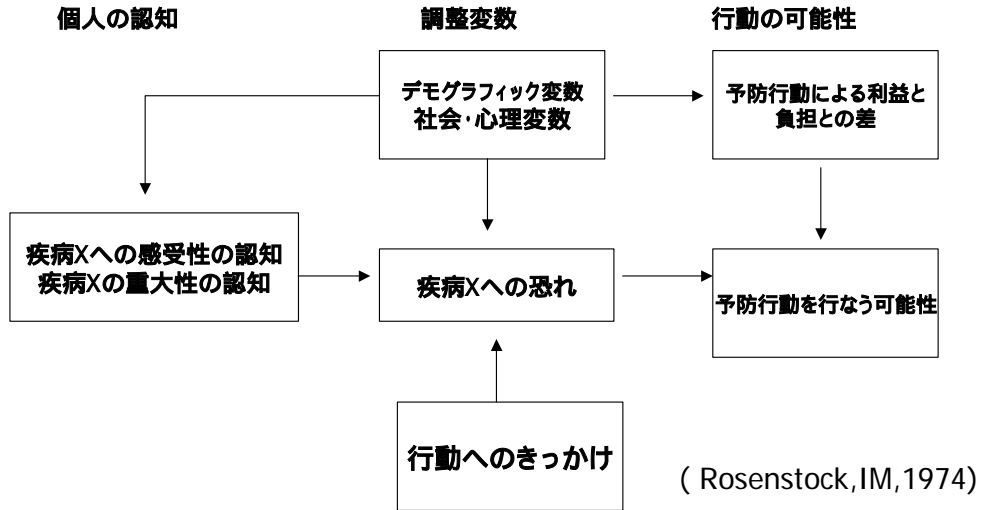 個人の認知
調整変数
行動の可能性
デモグラフィック変数
社会・心理変数
予防行動による利益と
負担との差
疾病Xへの感受性の認知
疾病Xの重大性の認知
疾病Xへの恐れ
予防行動を行なう可能性
行動へのきっかけ
( Rosenstock,IM,1974)